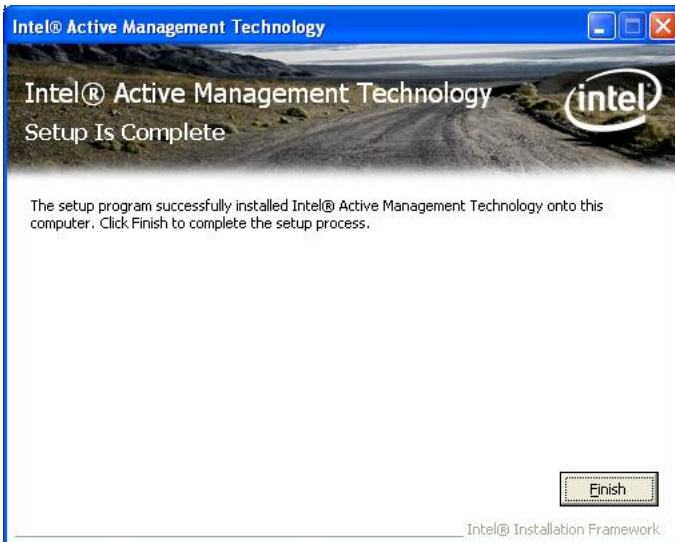 Intel® Active Management Technology
Intel® Active Management Technology
intel
Setup Is Complete
The setup program successfully installed Intel® Active Management Technology onto this
computer. Click Finish to complete the setup process.
Finish
Intel® Installation Framework